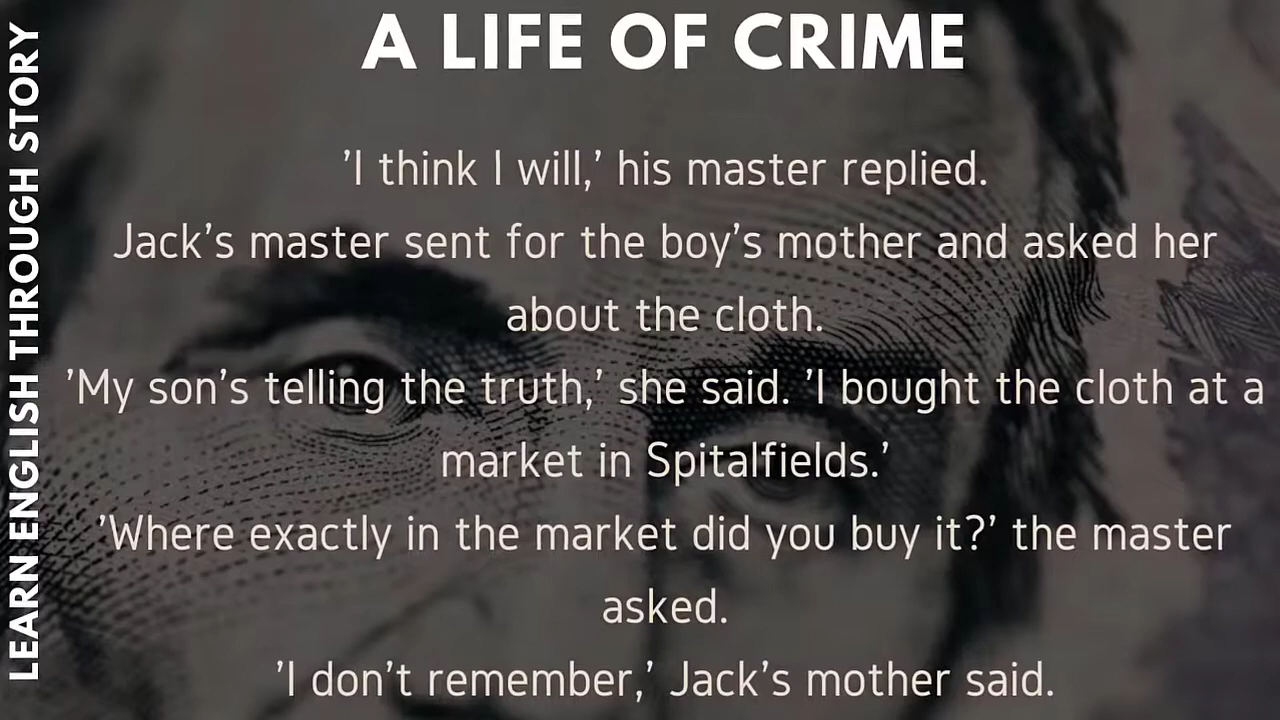 A LIFE OF CRIME
’I think I will,’ his master replied.
Jack’s master sent for the boy’s mother and asked her
about the cloth.
’My son’s telling the truth,’ she said. ’I bought the cloth at a
market in Spitalfields.’
’Where exactly in the market did you buy it?’ the master
asked.
’I don’t remember,’ Jack’s mother said.
LEARN ENGLISH THROUGH STORY